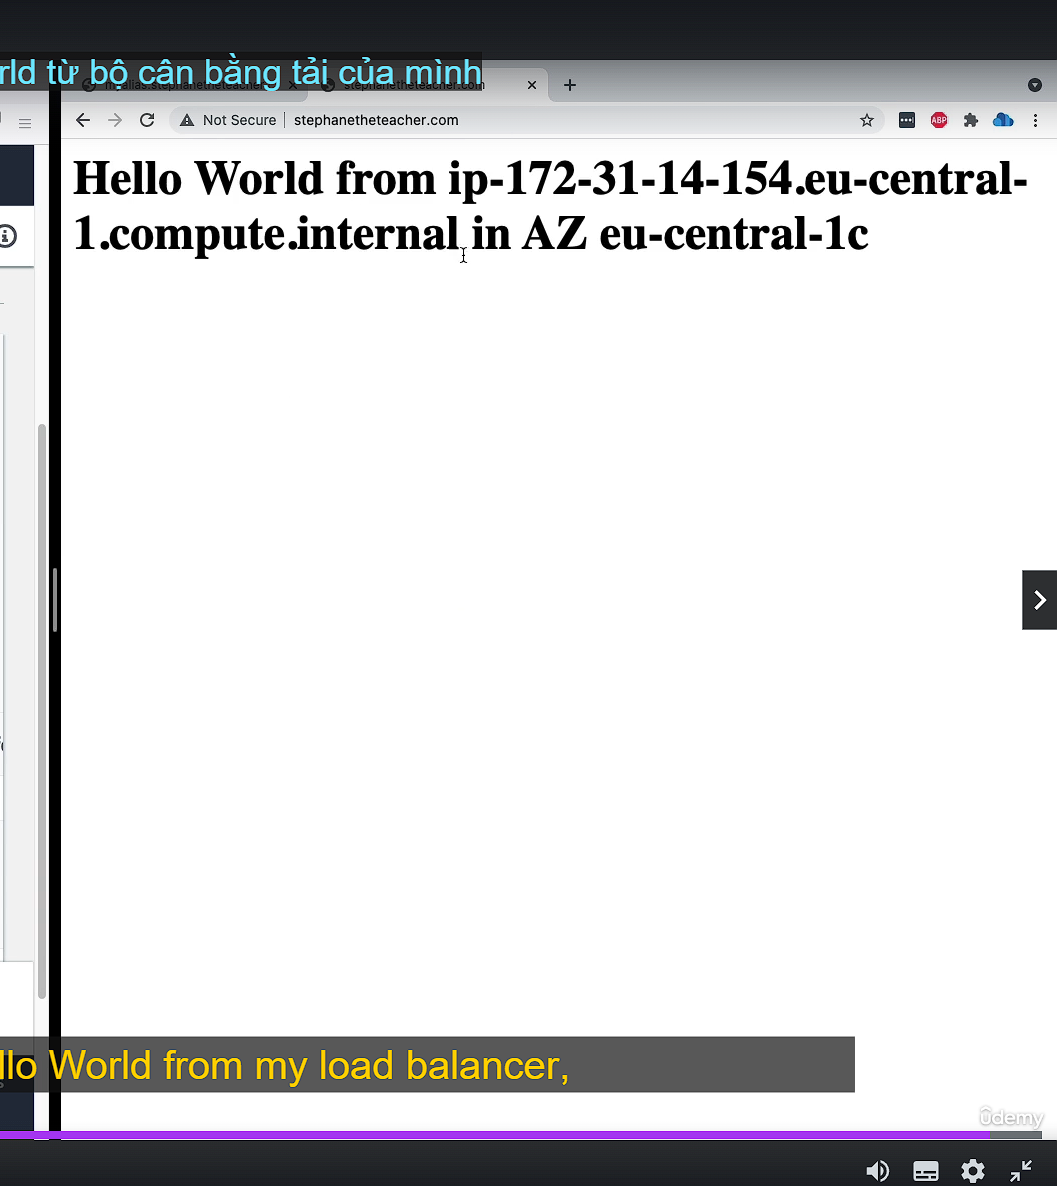 rld từ bộ cân bằng tải của mình
stephanetheteacher.com
Not Secure | stephanetheteacher.com
ABP
Hello World from ip-172-31-14-154.eu-central-
1.compute.internal in AZ eu-central-1c
llo World from my load balancer,
ûdemy